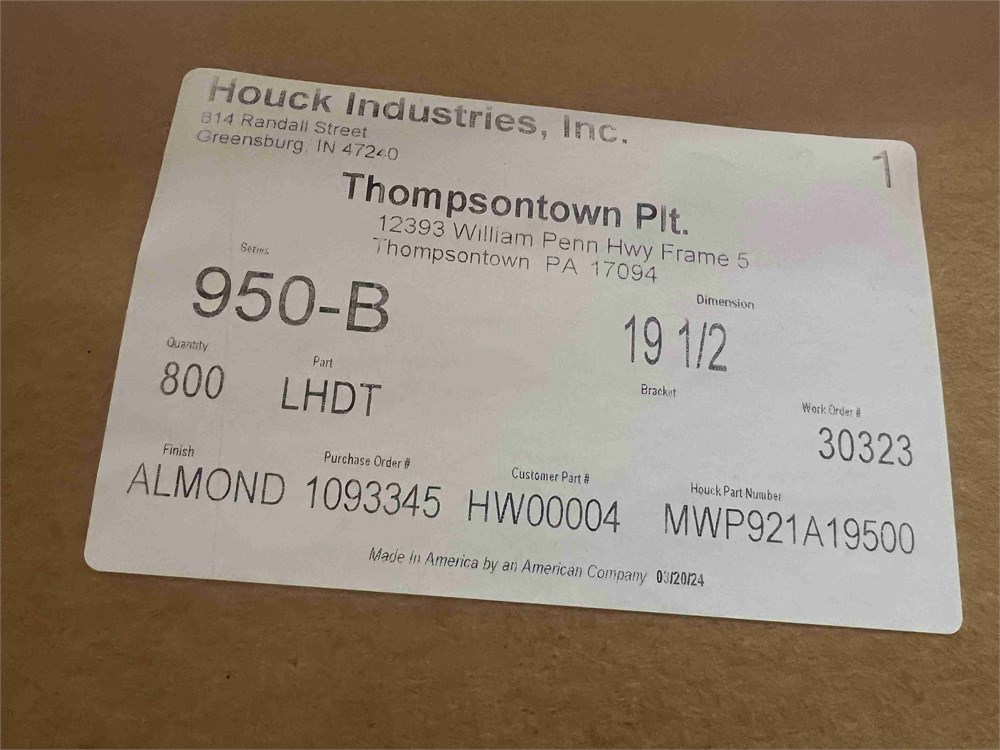 Houck Industries, Inc.
814 Randall Street
Greensburg, IN 47240
1
Thompsontown Plt.
12393 William Penn Hwy Frame 5
Thompsontown PA 17094
Series
950-B
Dimension
19 1/2
Quantity
800
Part
LHDT
Bracket
Work Order #
30323
Finish
ALMOND
Purchase Order #
1093345
Customer Part #
HW00004
Houck Part Number
MWP921A19500
Made In America by an American Company 03/20/24